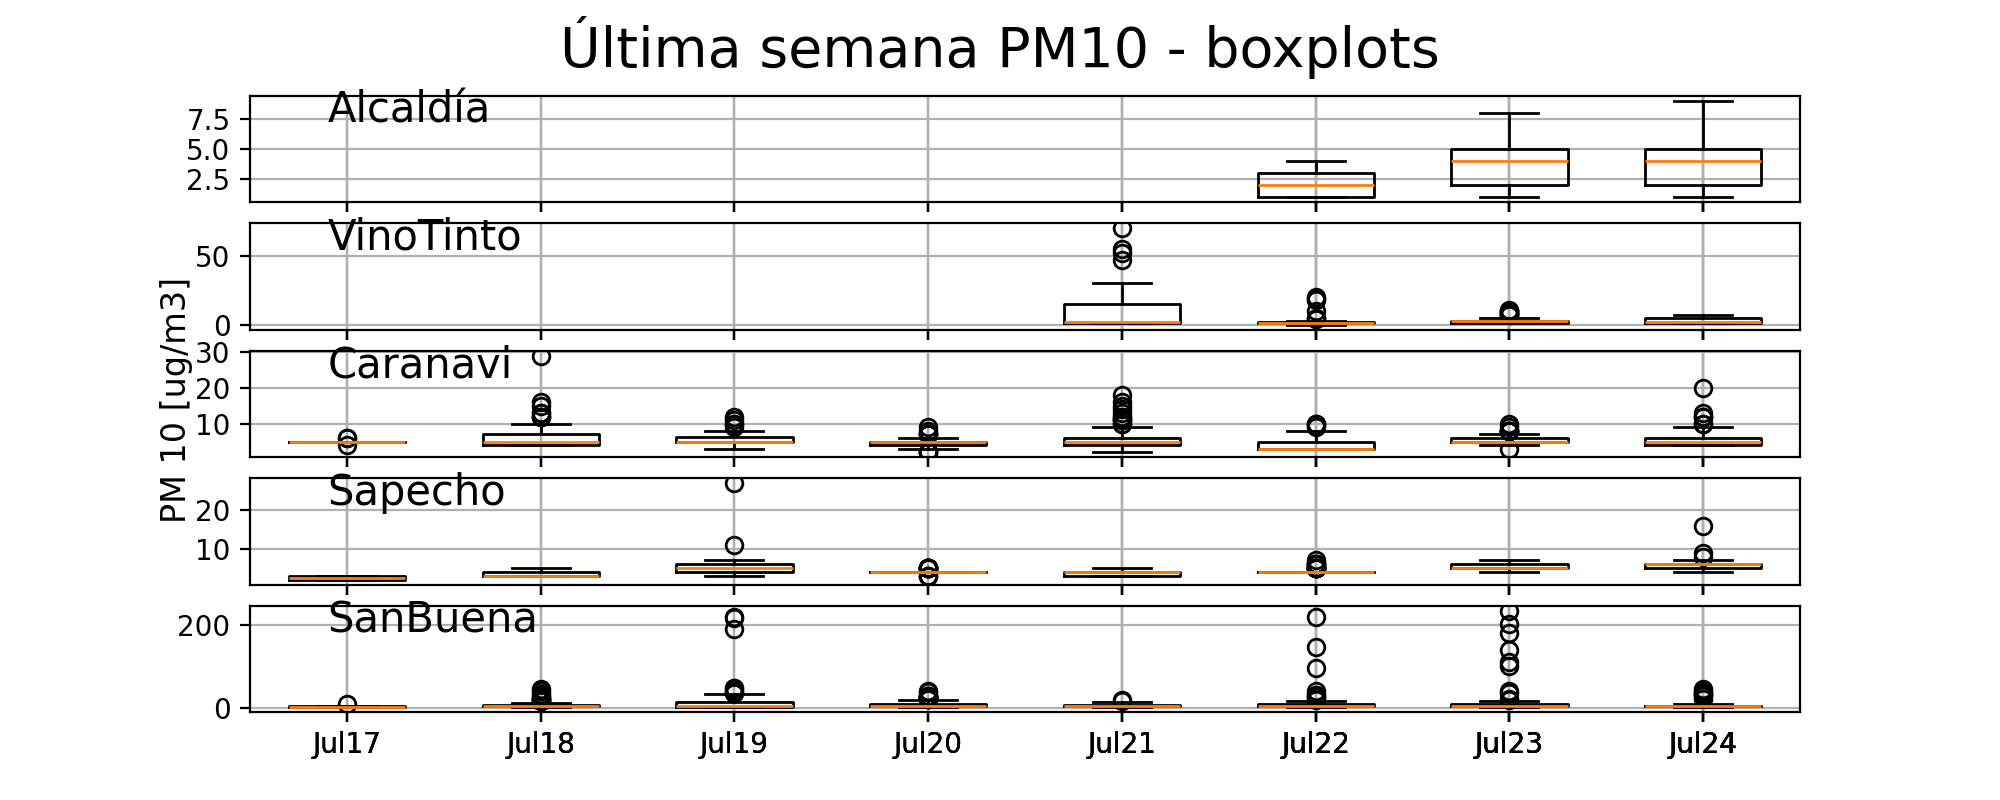 Última semana PM10 - boxplots
Alcaldía
7.5
5.0
2.5
VinoTinto
50
0
PM 10 [ug/m3]
Caranavi
30
20
10
Sapecho
20
10
SanBuena
200
0
Jul17 Jul18 Jul19 Jul20 Jul21 Jul22 Jul23 Jul24